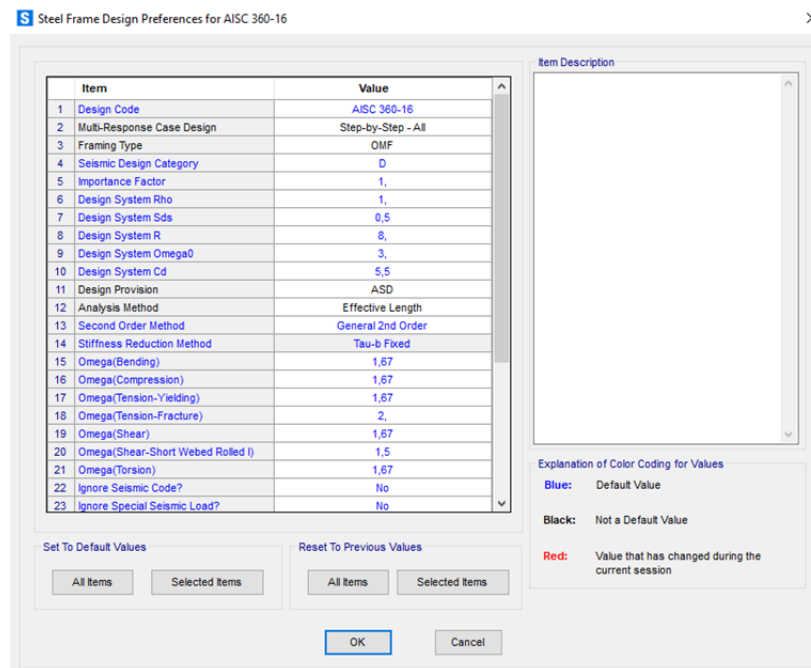 S Steel Frame Design Preferences for AISC 360-16
Item Value
1 Design Code AISC 360-16
2 Multi-Response Case Design Step-by-Step - All
3 Framing Type OMF
4 Seismic Design Category D
5 Importance Factor 1,
6 Design System Rho 1,
7 Design System Sds 0,5
8 Design System R 8,
9 Design System Omega0 3,
10 Design System Cd 5,5
11 Design Provision ASD
12 Analysis Method Effective Length
13 Second Order Method General 2nd Order
14 Stiffness Reduction Method Tau-b Fixed
15 Omega(Bending) 1,67
16 Omega(Compression) 1,67
17 Omega(Tension-Yielding) 1,67
18 Omega(Tension-Fracture) 2,
19 Omega(Shear) 1,67
20 Omega(Shear-Short Webed Rolled I) 1,5
21 Omega(Torsion) 1,67
22 Ignore Seismic Code? No
23 Ignore Special Seismic Load? No
Item Description
Explanation of Color Coding for Values
Blue: Default Value
Black: Not a Default Value
Red: Value that has changed during the
current session
Set To Default Values
All Items Selected Items
Reset To Previous Values
All Items Selected Items
OK Cancel